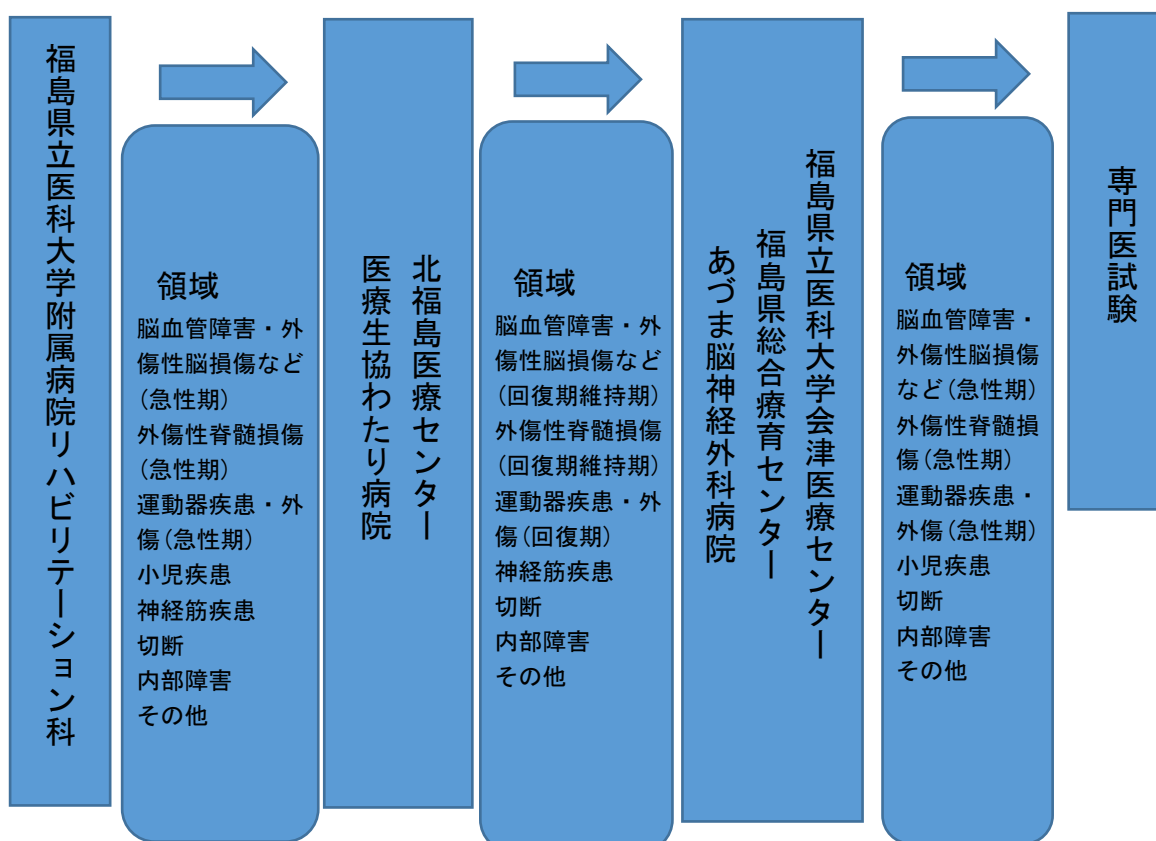 福島県立医科大学附属病院リハビリテーション科
領域
脳血管障害・外
傷性脳損傷など
(急性期)
外傷性脊髄損傷
(急性期)
運動器疾患・外
傷(急性期)
小児疾患
神経筋疾患
切断
内部障害
その他
北福島医療センター
医療生協わたり病院
領域
脳血管障害・外
傷性脳損傷など
(回復期維持期)
外傷性脊髄損傷
(回復期維持期)
運動器疾患・外
傷(回復期)
神経筋疾患
切断
内部障害
その他
福島県立医科大学会津医療センター
福島県総合療育センター
あづま脳神経外科病院
領域
脳血管障害・
外傷性脳損傷
など(急性期)
外傷性脊髄損
傷(急性期)
運動器疾患・
外傷(急性期)
小児疾患
切断
内部障害
その他
専門医試験